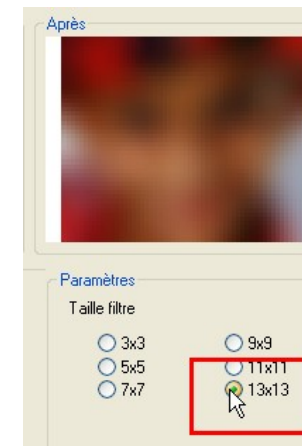 Après
Paramètres
Taille filtre
3x3 9x9
5x5 11x11
7x7 13x13